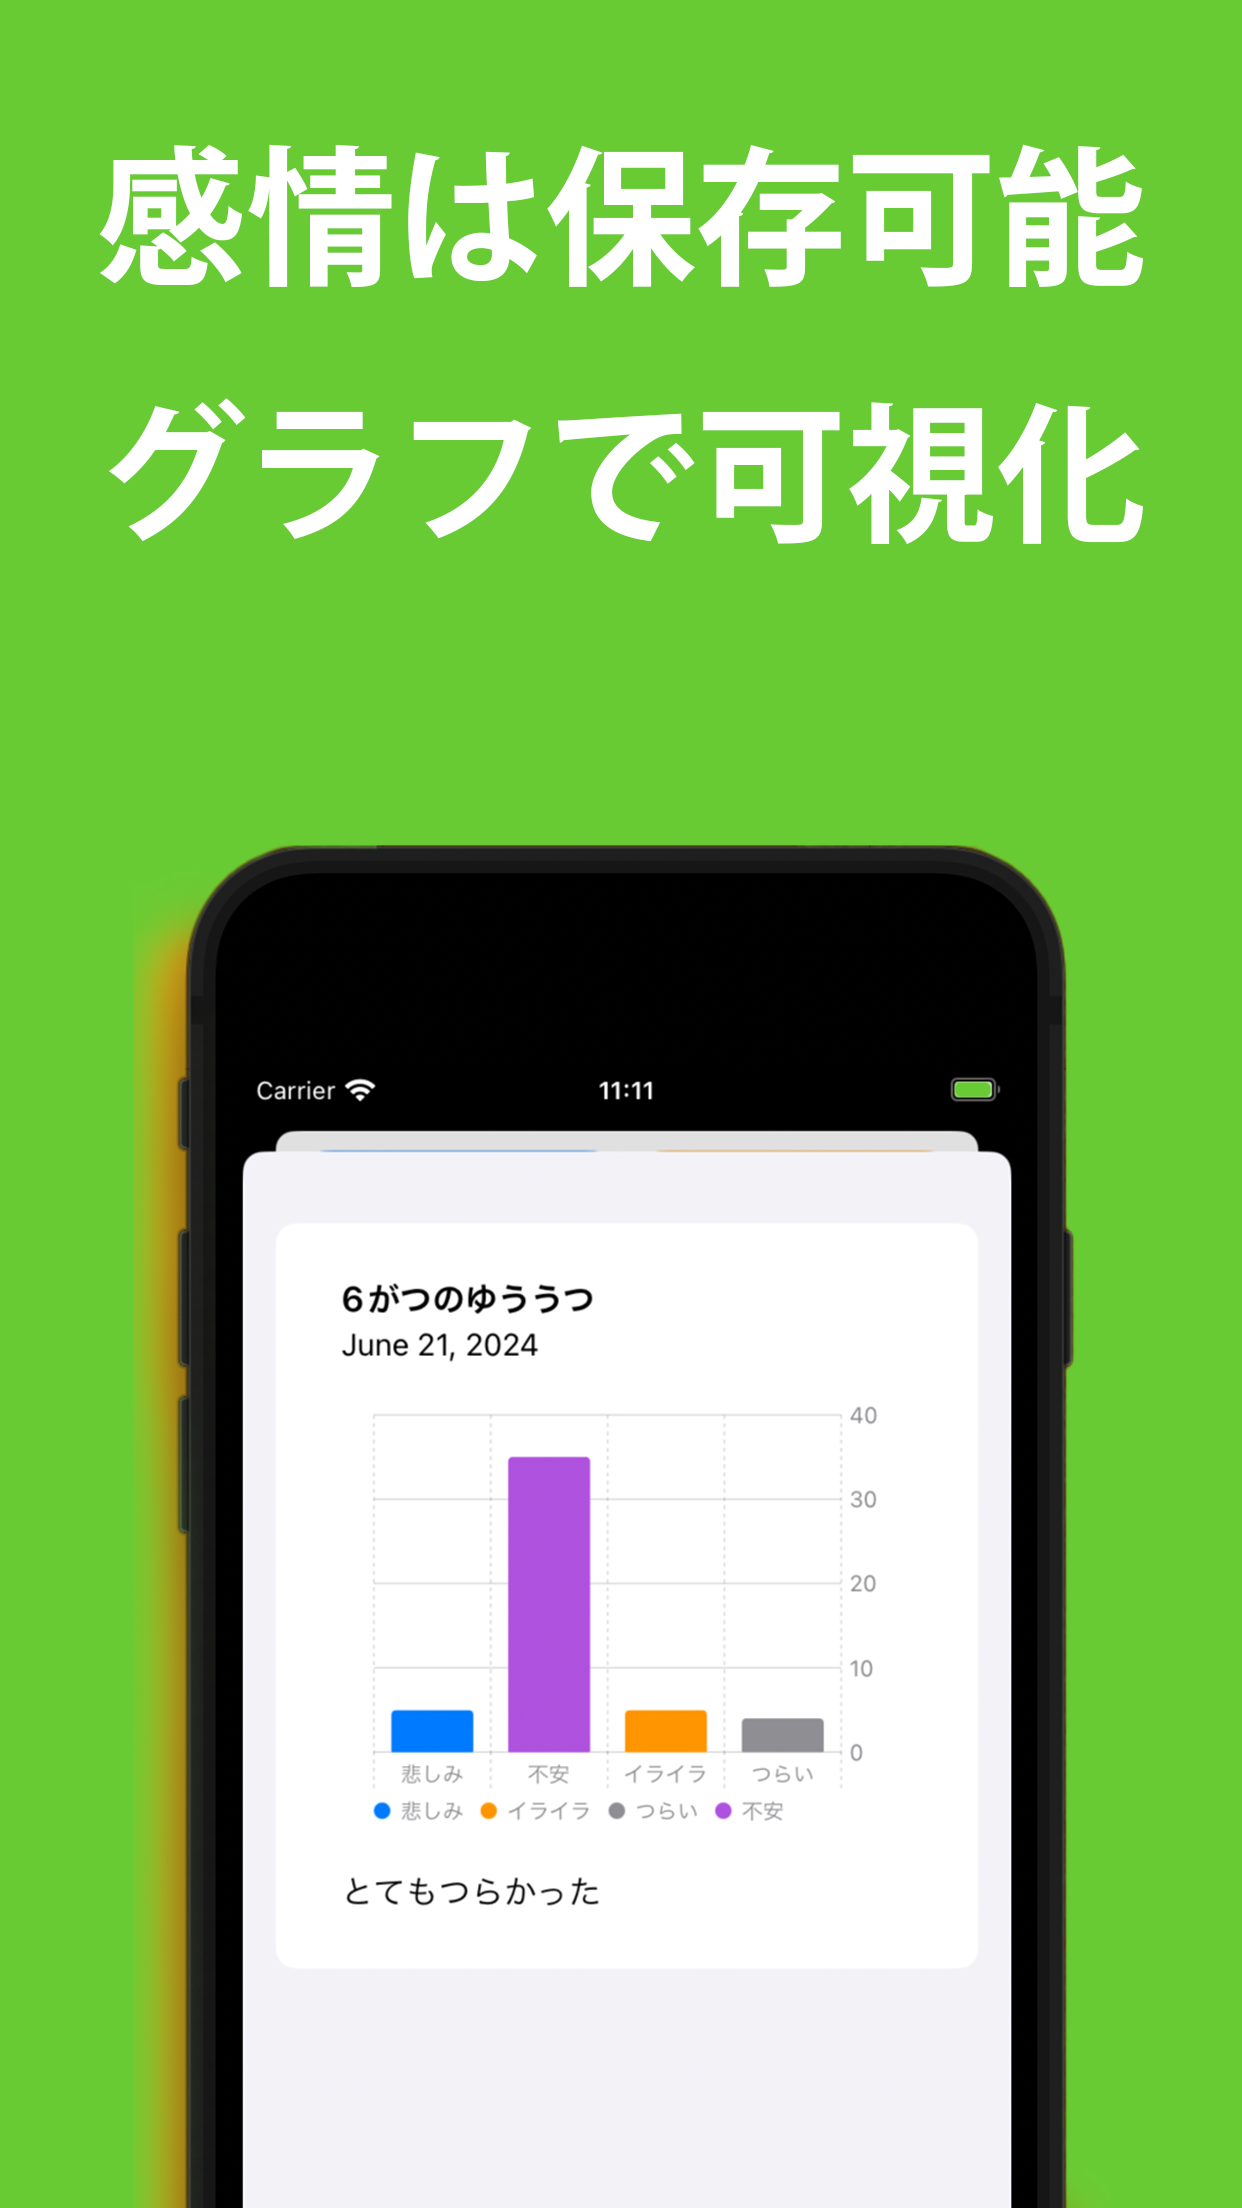 感情は保存可能
グラフで可視化
Carrier 11:11
6がつのゆううつ
June 21, 2024
40
30
20
10
0
悲しみ 不安 イライラ つらい
悲しみ イライラ つらい 不安
とてもつらかった